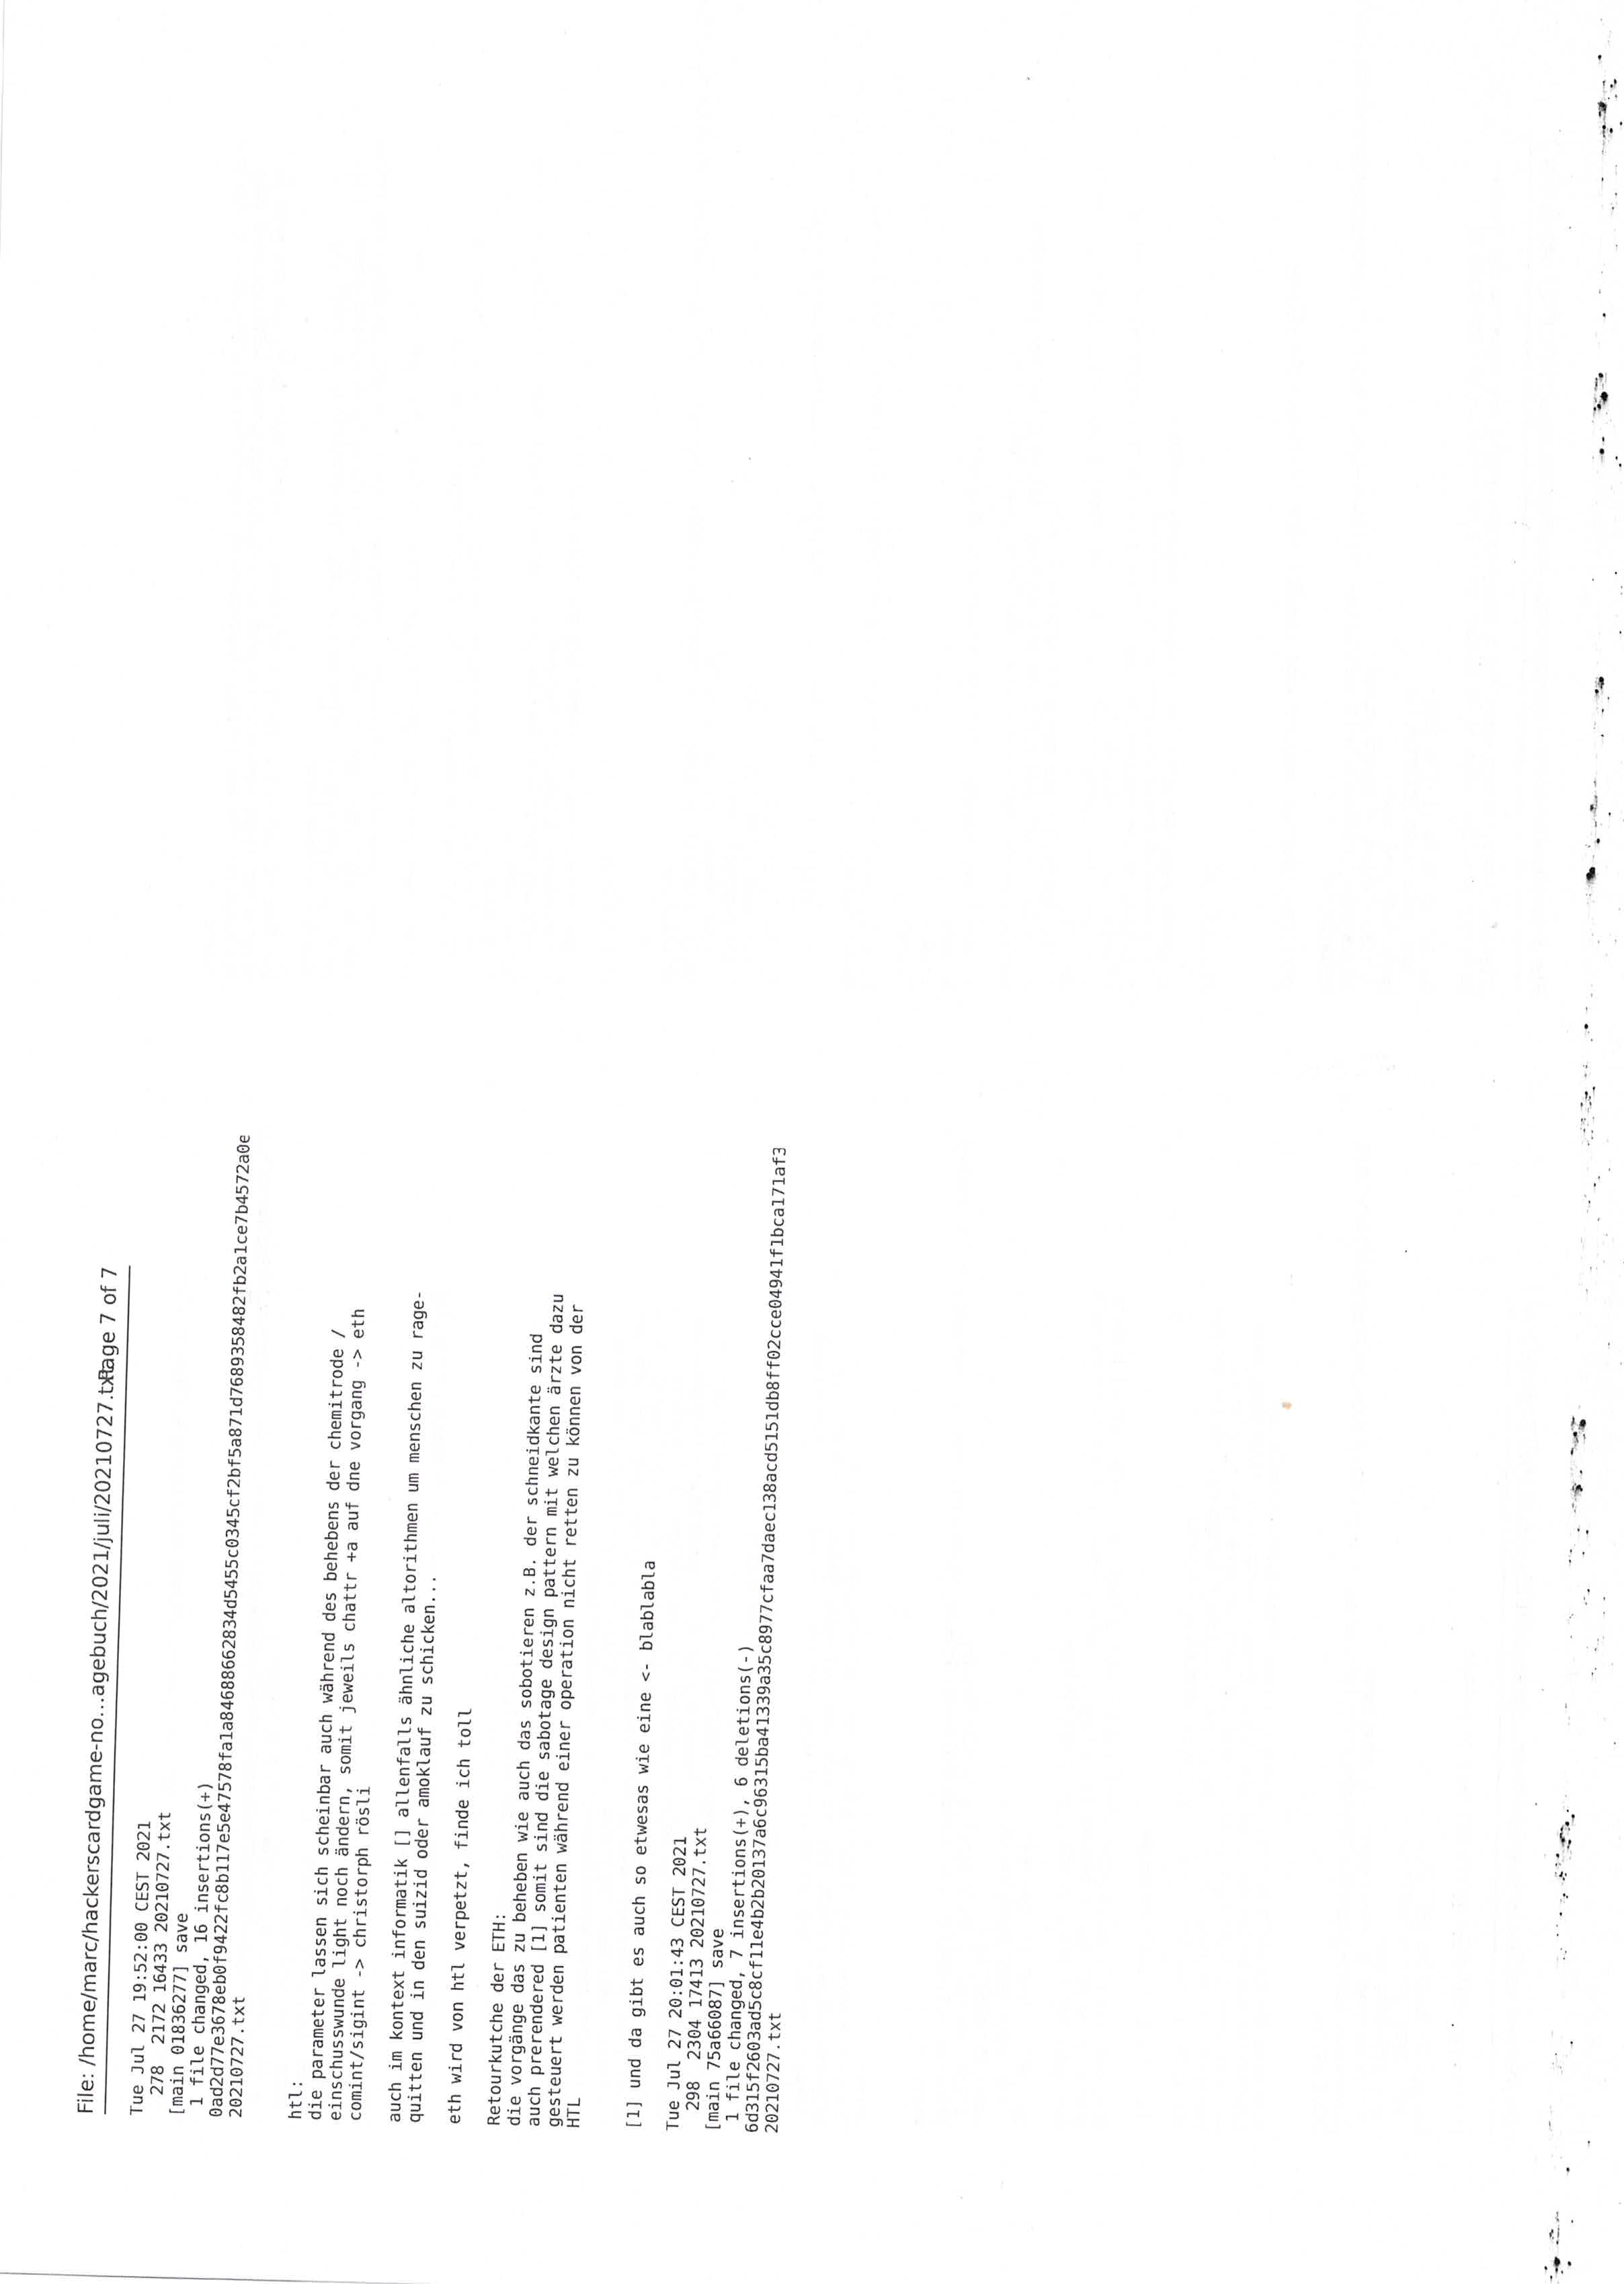 File: /home/marc/hackerscardgame-no…agebuch/2021/juli/20210727.txt Page 7 of 7
Tue Jul 27 19:52:00 CEST 2021
278 2172 16433 20210727.txt
[main 01836277] save
1 file changed, 16 insertions(+)
0ad2d77e3678eb0f9422fc8b117e5e47578fa1a84688662834d5455c0345cf2bf5a871d7689358482fb2a1ce7b4572a0e
20210727.txt
htl:
die parameter lassen sich scheinbar auch während des behebens der chemitrode /
einschusswunde light noch ändern, somit jeweils chattr +a auf dne vorgang -> eth
comint/sigint -> christorph rösli
auch im kontext informatik [] allenfalls ähnliche altorithmen um menschen zu rage-
quitten und in den suizid oder amoklauf zu schicken...
eth wird von htl verpetzt, finde ich toll
Retourkutche der ETH:
die vorgänge das zu beheben wie auch das sobotieren z.B. der schneidkante sind
auch prerendered [1] somit sind die sabotage design pattern mit welchen ärzte dazu
gesteuert werden patienten während einer operation nicht retten zu können von der
HTL
[1] und da gibt es auch so etwesas wie eine <- blablabla
Tue Jul 27 20:01:43 CEST 2021
298 2304 17413 20210727.txt
[main 75a66087] save
1 file changed, 7 insertions(+), 6 deletions(-)
6d315f2603ad5c8cf11e4b2b20137a6c96315ba41339a35c8977cfaa7daec138acd5151db8ff02cce04941f1bca171af3
20210727.txt